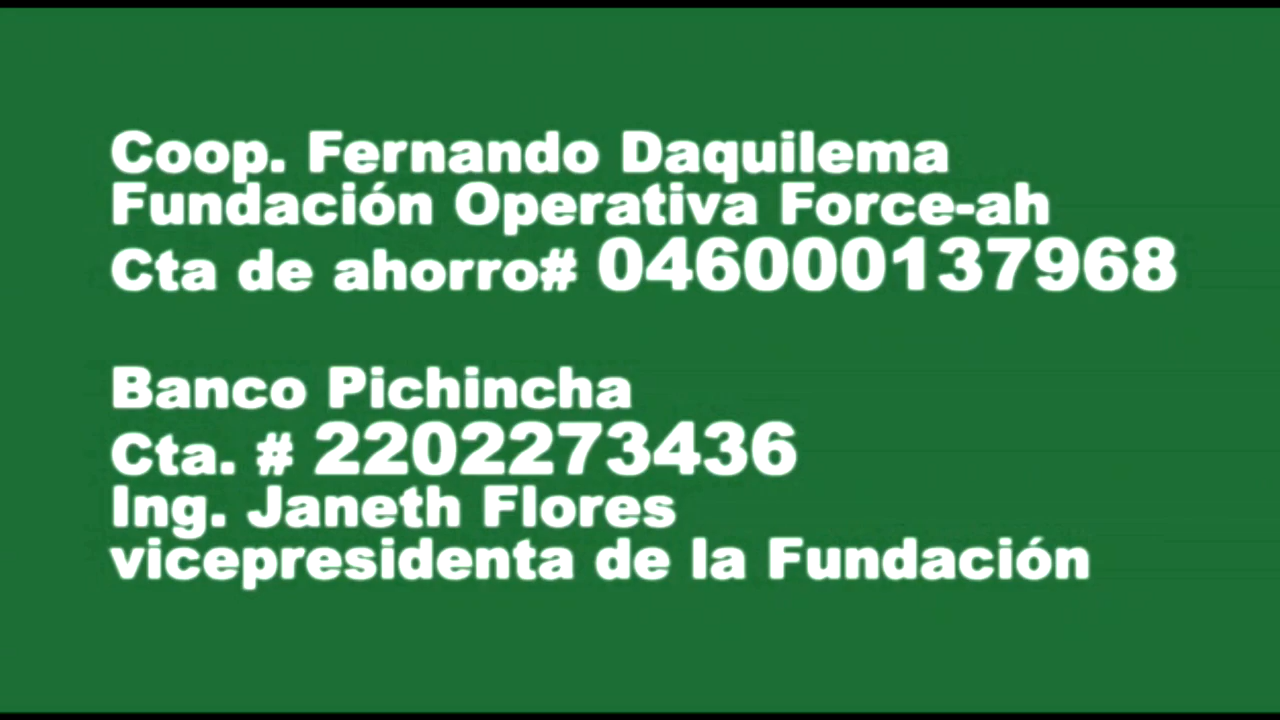 Coop. Fernando Daquilema
Fundación Operativa Force-ah
Cta de ahorro# 046000137968
Banco Pichincha
Cta. # 2202273436
Ing. Janeth Flores
vicepresidenta de la Fundación